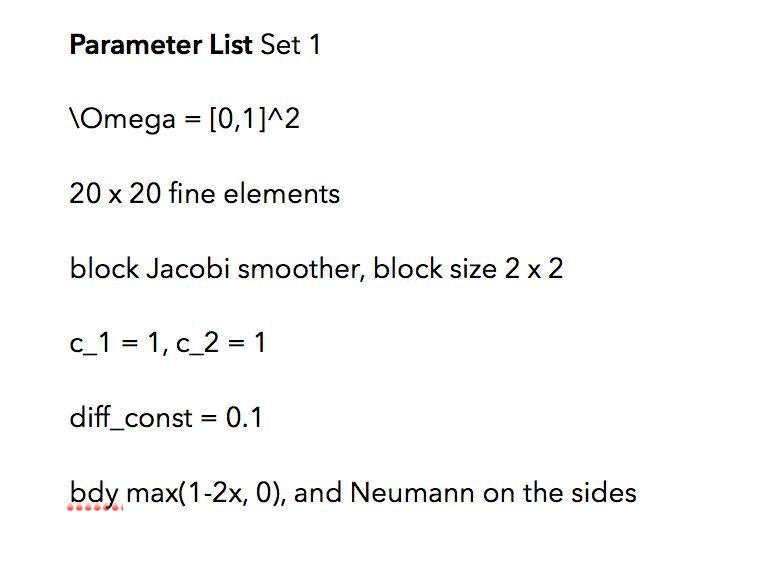 Parameter List Set 1
\Omega = [0,1]^2
20 x 20 fine elements
block Jacobi smoother, block size 2 x 2
c_1 = 1, c_2 = 1
diff_const = 0.1
bdy max(1-2x, 0), and Neumann on the sides